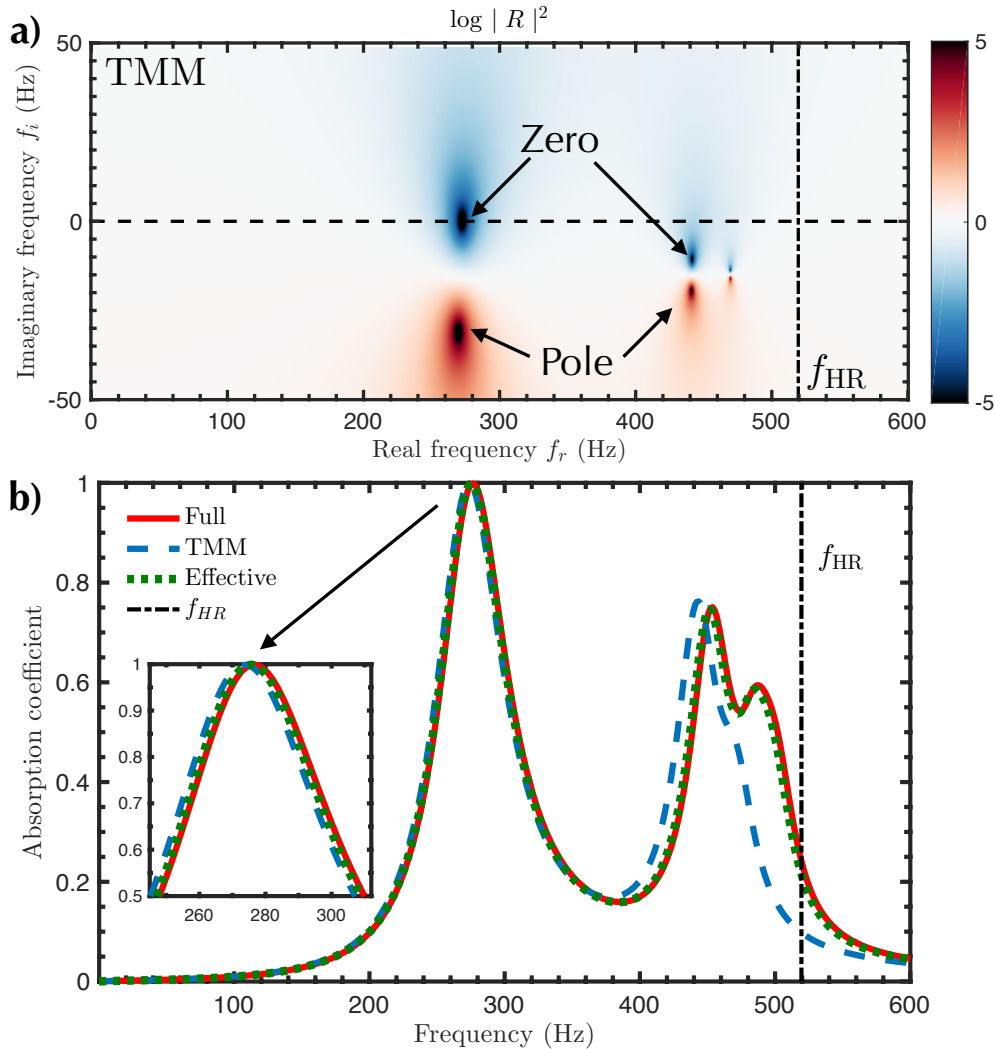 a)
log | R |²
TMM
Zero
Pole
f_HR
50
0
-50
Imaginary frequency f_i (Hz)
0 100 200 300 400 500 600
Real frequency f_r (Hz)
5
0
-5
b)
Full
TMM
Effective
f_HR
f_HR
1
0.8
0.6
0.4
0.2
0
Absorption coefficient
1
0.9
0.8
0.7
0.6
0.5
260 280 300
100 200 300 400 500 600
Frequency (Hz)